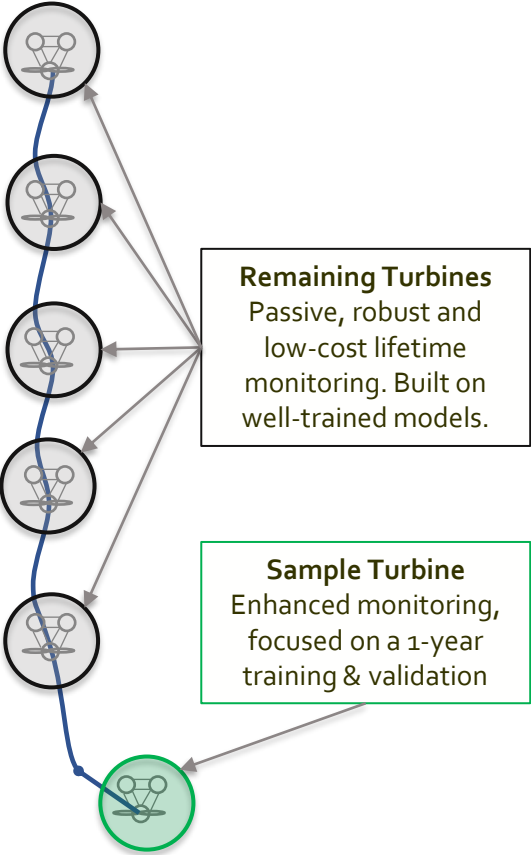 Remaining Turbines
Passive, robust and
low-cost lifetime
monitoring. Built on
well-trained models.
Sample Turbine
Enhanced monitoring,
focused on a 1-year
training & validation